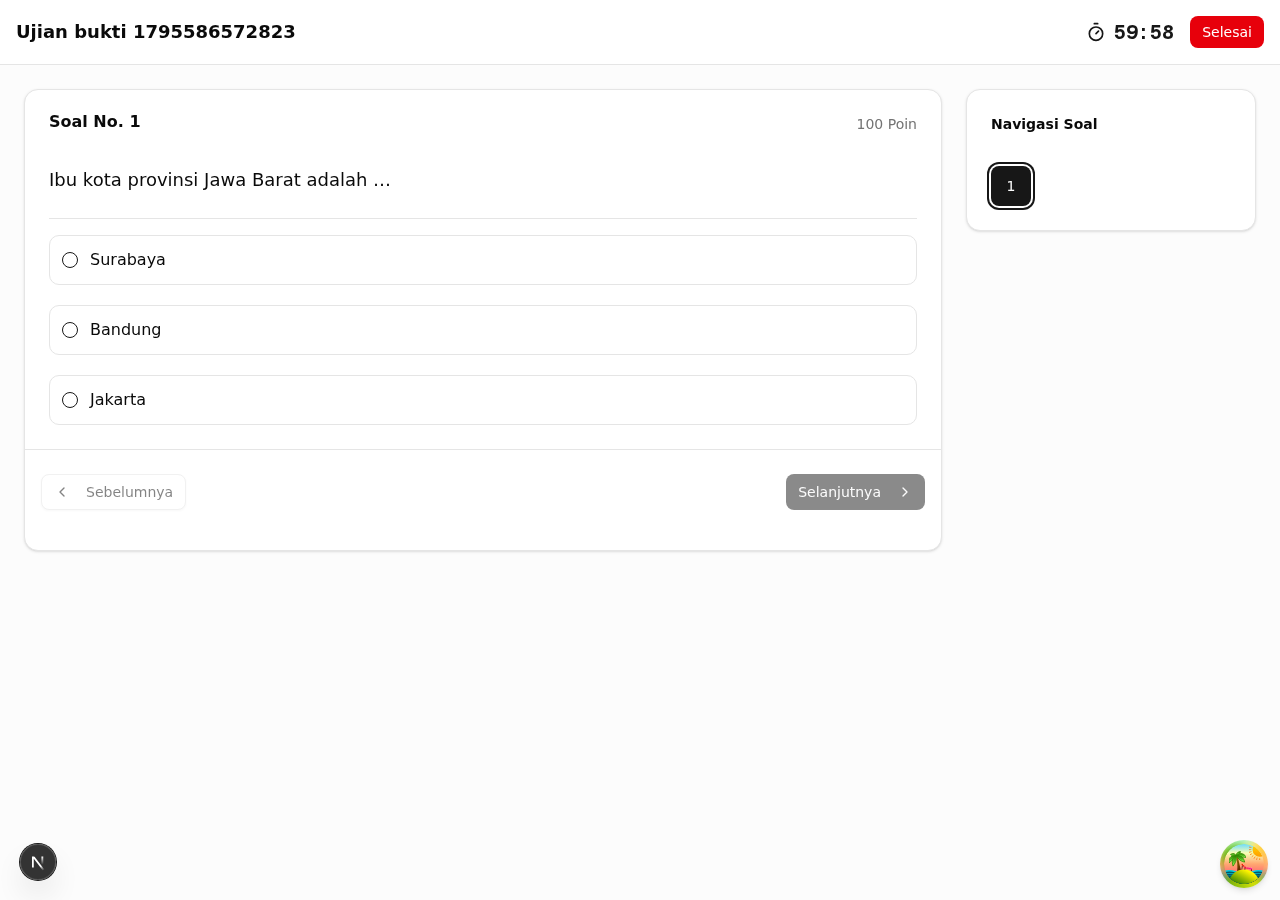 Ujian bukti 1795586572823
59:58
Selesai
Soal No. 1
100 Poin
Navigasi Soal
1
Ibu kota provinsi Jawa Barat adalah ...
Surabaya
Bandung
Jakarta
Sebelumnya
Selanjutnya
N